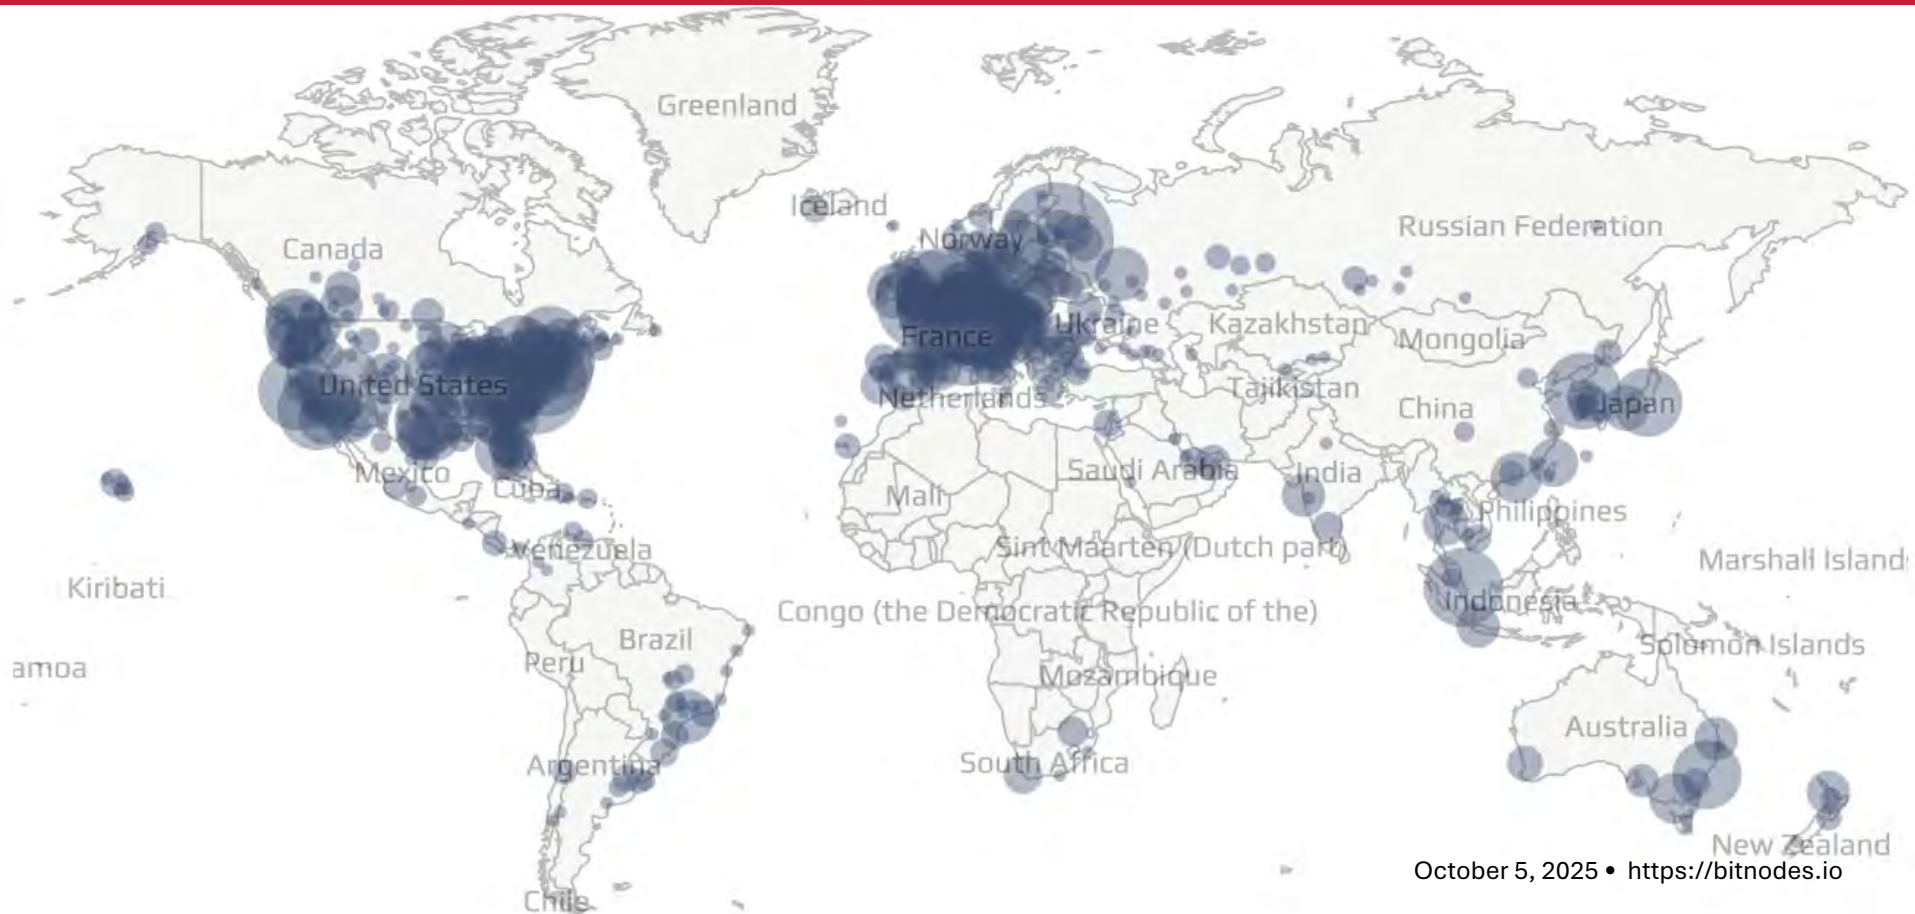 Greenland
Iceland
Russian Federation
Norway
Canada
France
Ukraine
Kazakhstan
Mongolia
United States
Netherlands
Tajikistan
China
Japan
Mexico
Cuba
Mali
Saudi Arabia
India
Philippines
Venezuela
Sint Maarten (Dutch part)
Marshall Island
Kiribati
Congo (the Democratic Republic of the)
Indonesia
Brazil
Solomon Islands
amoa
Peru
Mozambique
Australia
Argentina
South Africa
New Zealand
October 5, 2025 • https://bitnodes.io
Chile